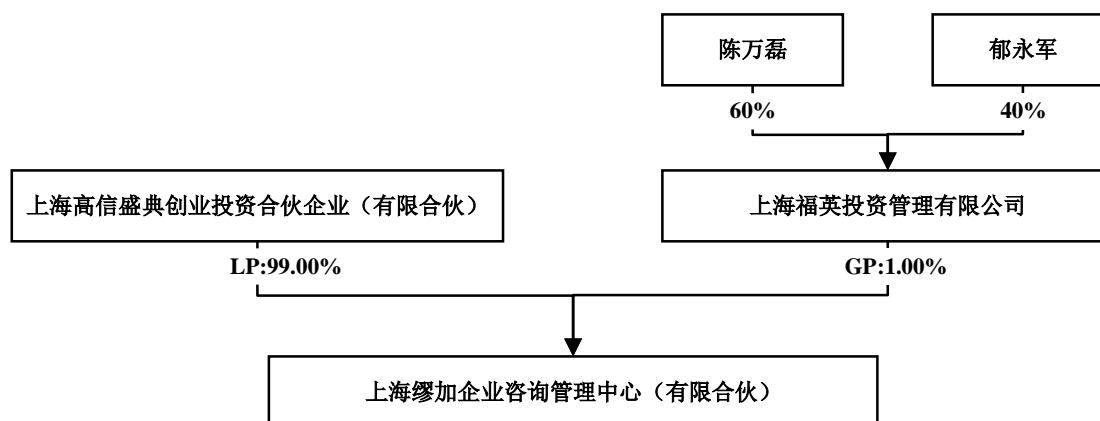 陈万磊
郁永军
60%
40%
上海高信盛典创业投资合伙企业（有限合伙）
上海福英投资管理有限公司
LP:99.00%
GP:1.00%
上海缪加企业咨询管理中心（有限合伙）